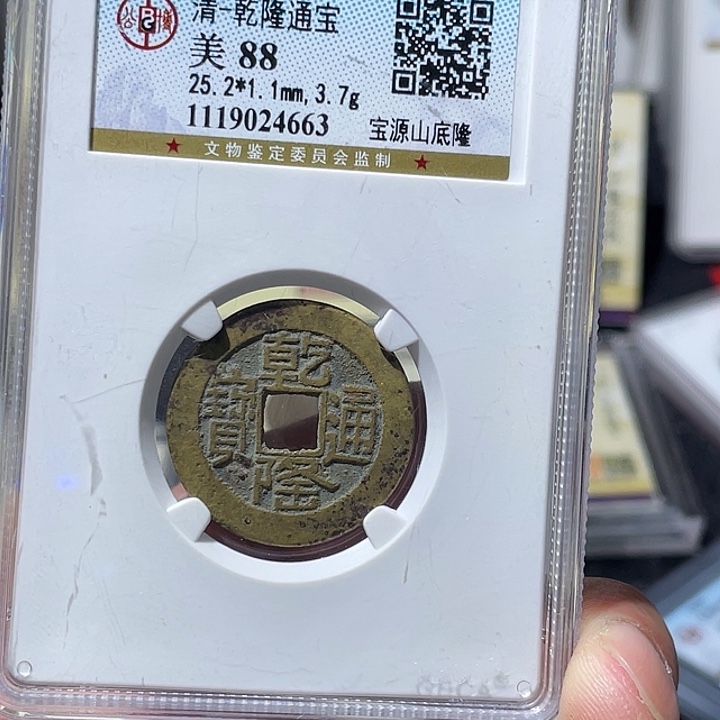 清-乾隆通宝
美 88
25.2*1.1mm,3.7g
1119024663 宝源山底隆
★ 文物鉴定委员会监制 ★
乾隆通寶